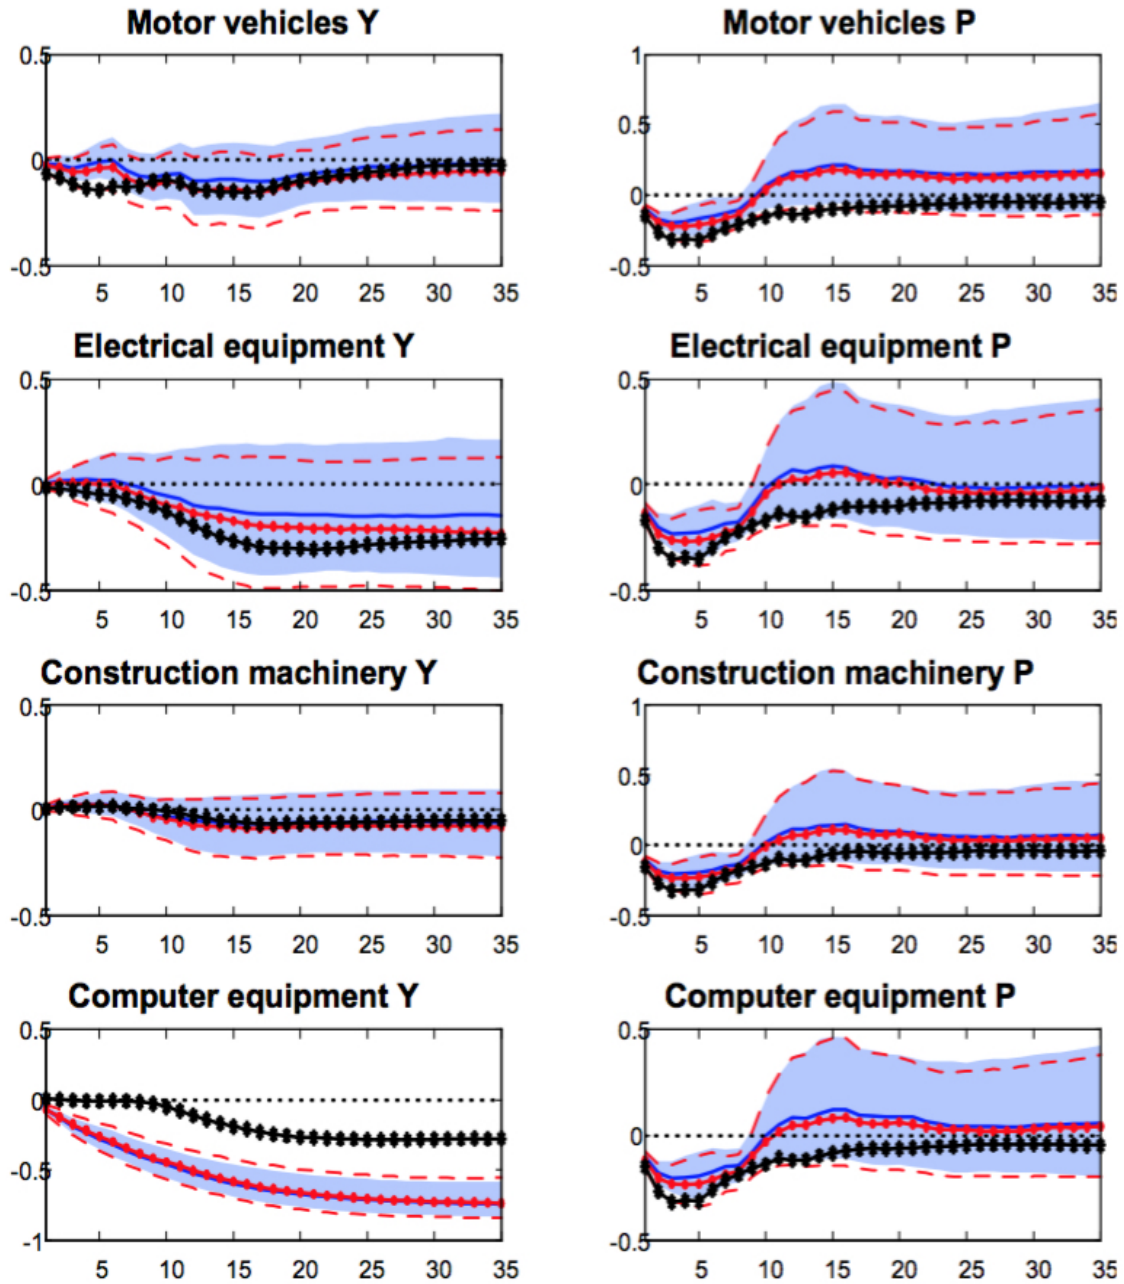 Motor vehicles Y
Motor vehicles P
0.5
0
-0.5
5 10 15 20 25 30 35
1
0.5
0
-0.5
5 10 15 20 25 30 35
Electrical equipment Y
Electrical equipment P
0.5
0
-0.5
5 10 15 20 25 30 35
0.5
0
-0.5
5 10 15 20 25 30 35
Construction machinery Y
Construction machinery P
0.5
0
-0.5
5 10 15 20 25 30 35
1
0.5
0
-0.5
5 10 15 20 25 30 35
Computer equipment Y
Computer equipment P
0.5
0
-0.5
-1
5 10 15 20 25 30 35
0.5
0
-0.5
5 10 15 20 25 30 35